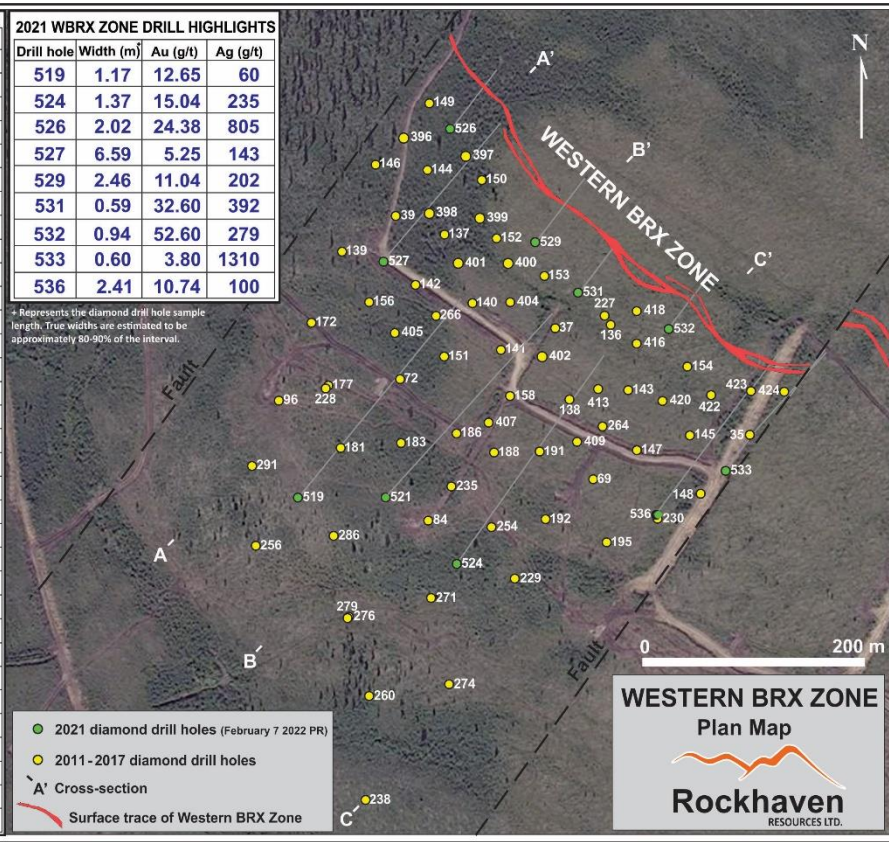 2021 WBRX ZONE DRILL HIGHLIGHTS
Drill hole Width (m)⁺ Au (g/t) Ag (g/t)
519 1.17 12.65 60
524 1.37 15.04 235
526 2.02 24.38 805
527 6.59 5.25 143
529 2.46 11.04 202
531 0.59 32.60 392
532 0.94 52.60 279
533 0.60 3.80 1310
536 2.41 10.74 100
+ Represents the diamond drill hole sample
length. True widths are estimated to be
approximately 80-90% of the interval.
N
A'
B'
C'
WESTERN BRX ZONE
149
526
396
397
146
144
150
39
398
399
137
152
529
139
527
401
400
153
142
531
156
140
404
227
418
266
136
532
172
405
37
416
151
141
402
154
72
177
228
96
158
138
413
143
420
422
423
424
407
264
186
145
35
183
409
181
188
191
147
291
533
69
519
521
235
148
84
254
192
536
230
286
256
195
A
524
229
271
279
276
B
274
260
238
C
Fault
Fault
0 200 m
2021 diamond drill holes (February 7 2022 PR)
2011-2017 diamond drill holes
A' Cross-section
Surface trace of Western BRX Zone
WESTERN BRX ZONE
Plan Map
Rockhaven
RESOURCES LTD.